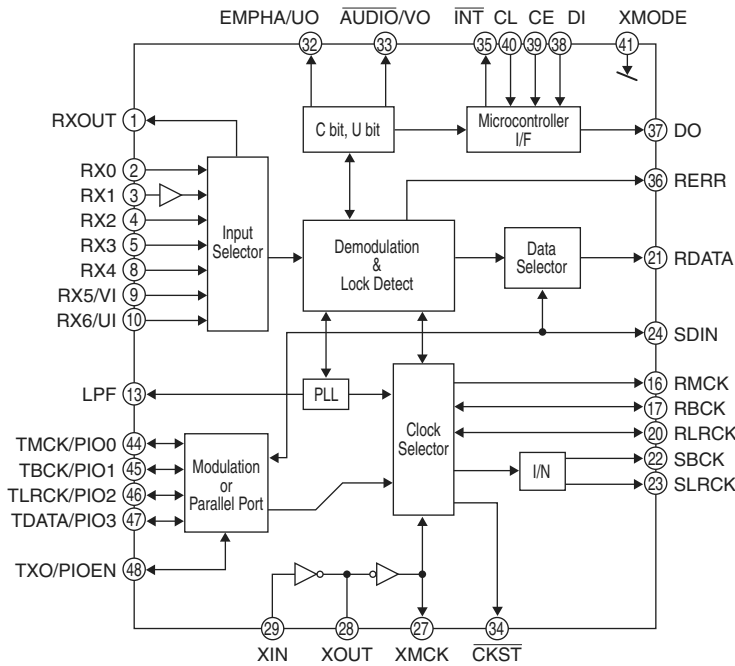 EMPHA/UO A̅U̅D̅I̅O̅/VO I̅N̅T̅ CL CE DI XMODE
32 33 35 40 39 38 41
RXOUT 1
C bit, U bit
Microcontroller
I/F
37 DO
RX0 2
36 RERR
RX1 3
RX2 4
Input
Selector
RX3 5
Demodulation
&
Lock Detect
Data
Selector
21 RDATA
RX4 8
RX5/VI 9
RX6/UI 10
24 SDIN
LPF 13
PLL
Clock
Selector
16 RMCK
17 RBCK
20 RLRCK
TMCK/PIO0 44
TBCK/PIO1 45
TLRCK/PIO2 46
TDATA/PIO3 47
Modulation
or
Parallel Port
I/N
22 SBCK
23 SLRCK
TXO/PIOEN 48
29 28 27 34
XIN XOUT XMCK C̅K̅S̅T̅